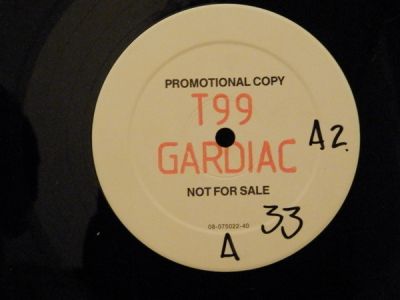 PROMOTIONAL COPY
T99
GARDIAC
A2.
NOT FOR SALE
08-075022-40
33
A